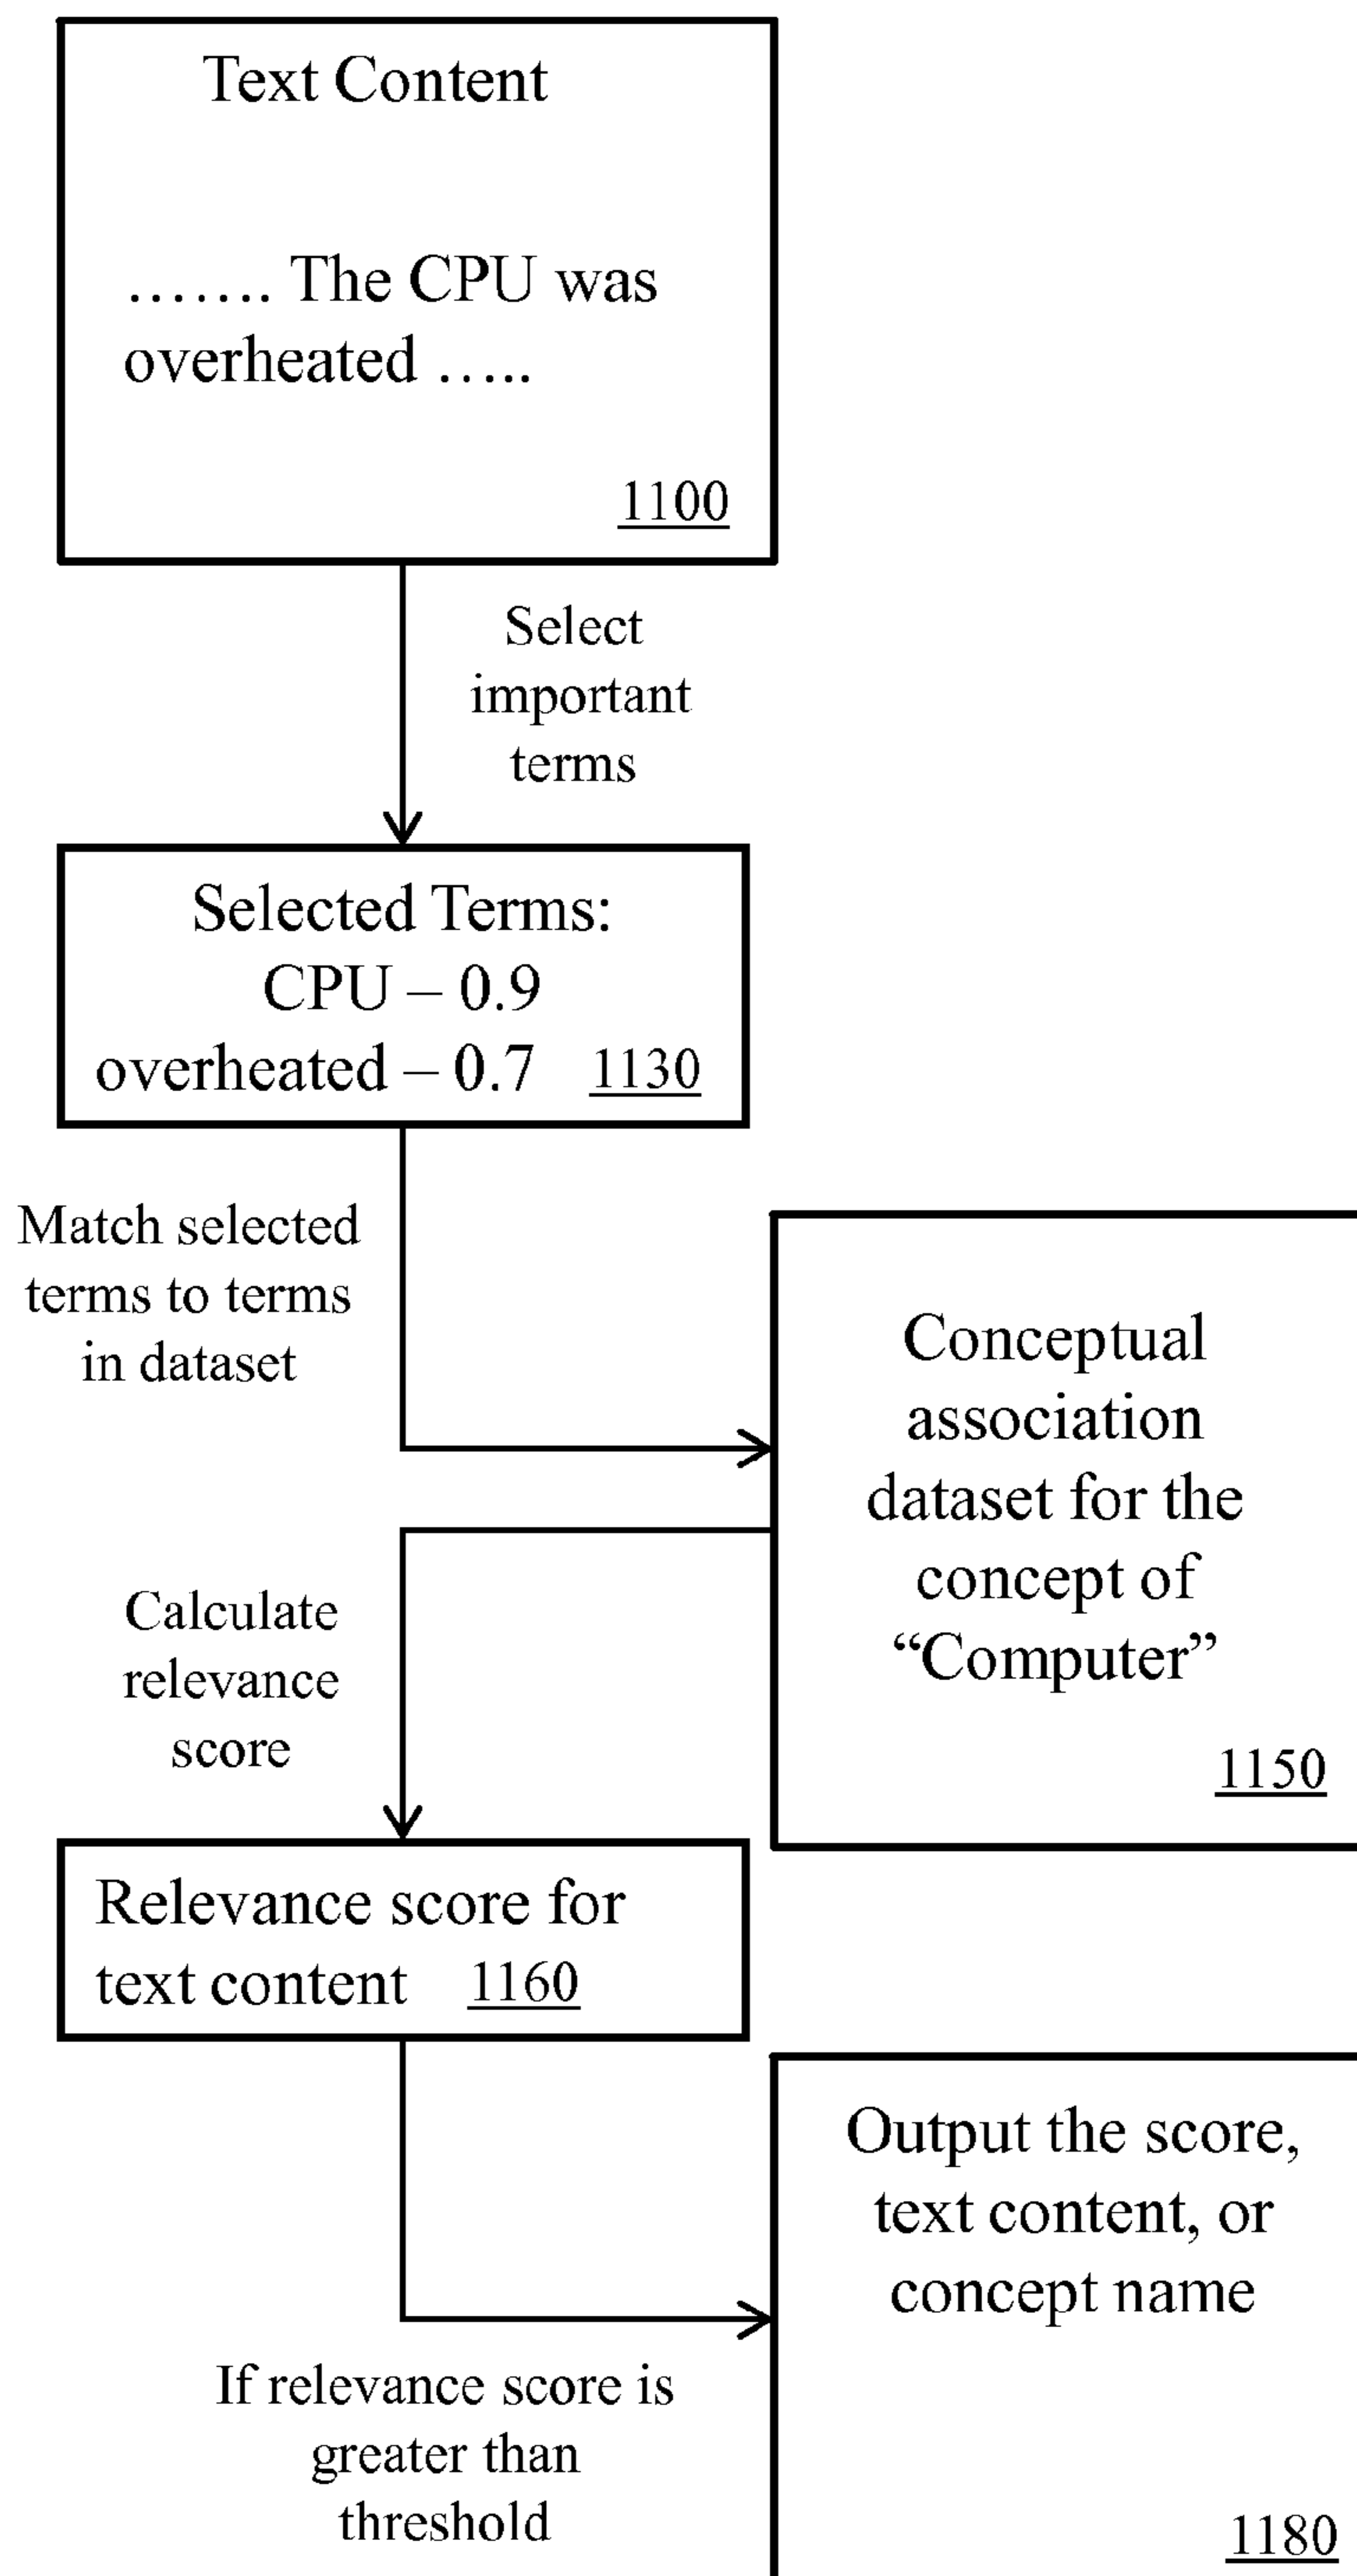 Text Content
……. The CPU was
overheated …..
1100
Select
important
terms
Selected Terms:
CPU – 0.9
overheated – 0.7 1130
Match selected
terms to terms
in dataset
Conceptual
association
dataset for the
concept of
“Computer”
1150
Calculate
relevance
score
Relevance score for
text content 1160
Output the score,
text content, or
concept name
If relevance score is
greater than
threshold
1180